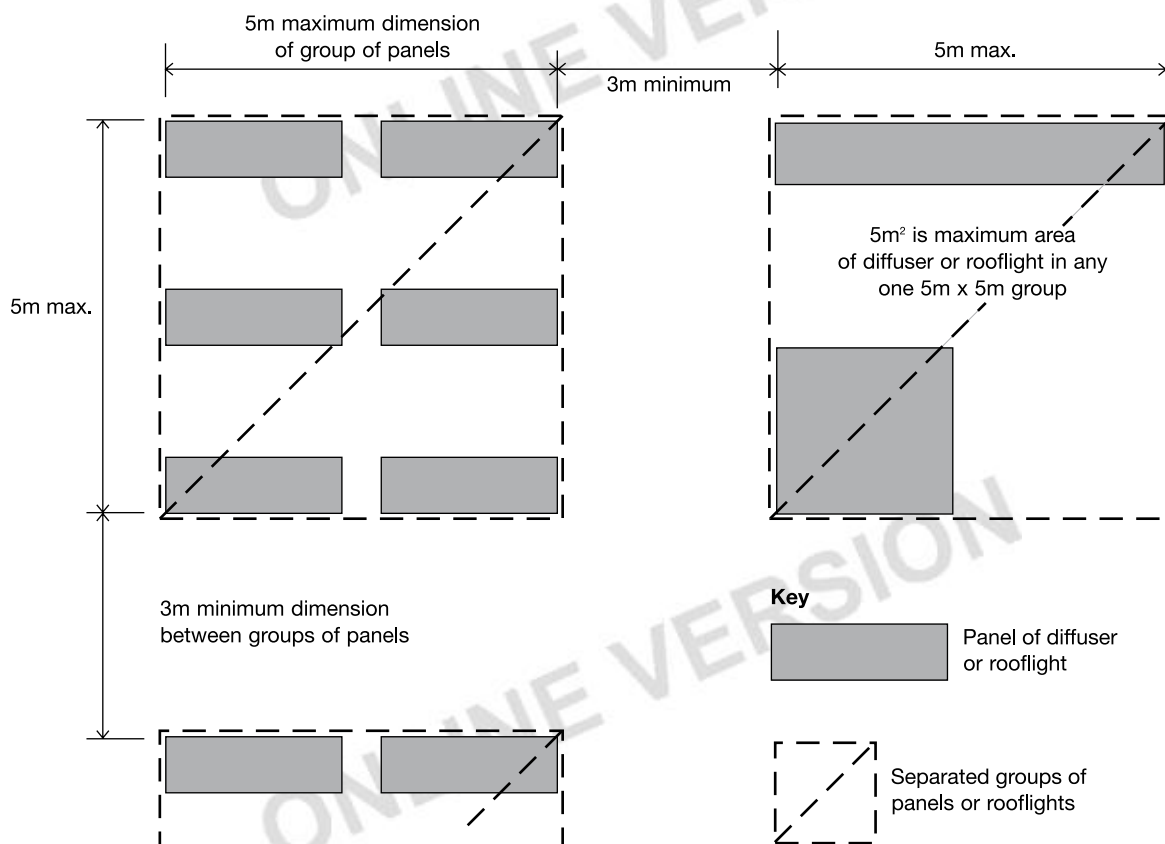 5m maximum dimension
of group of panels
3m minimum
5m max.
5m max.
5m² is maximum area
of diffuser or rooflight in any
one 5m x 5m group
3m minimum dimension
between groups of panels
Key
Panel of diffuser
or rooflight
Separated groups of
panels or rooflights
ONLINE VERSION
ONLINE VERSION